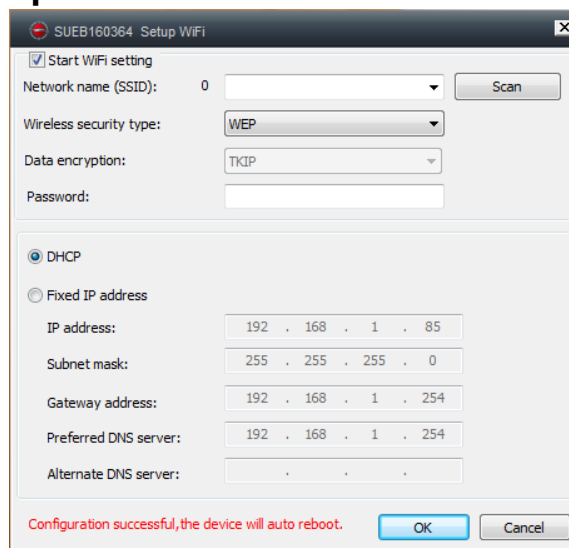 SUEB160364 Setup WiFi
Start WiFi setting
Network name (SSID): 0 Scan
Wireless security type: WEP
Data encryption: TKIP
Password:
DHCP
Fixed IP address
IP address: 192 . 168 . 1 . 85
Subnet mask: 255 . 255 . 255 . 0
Gateway address: 192 . 168 . 1 . 254
Preferred DNS server: 192 . 168 . 1 . 254
Alternate DNS server: . . .
Configuration successful,the device will auto reboot. OK Cancel